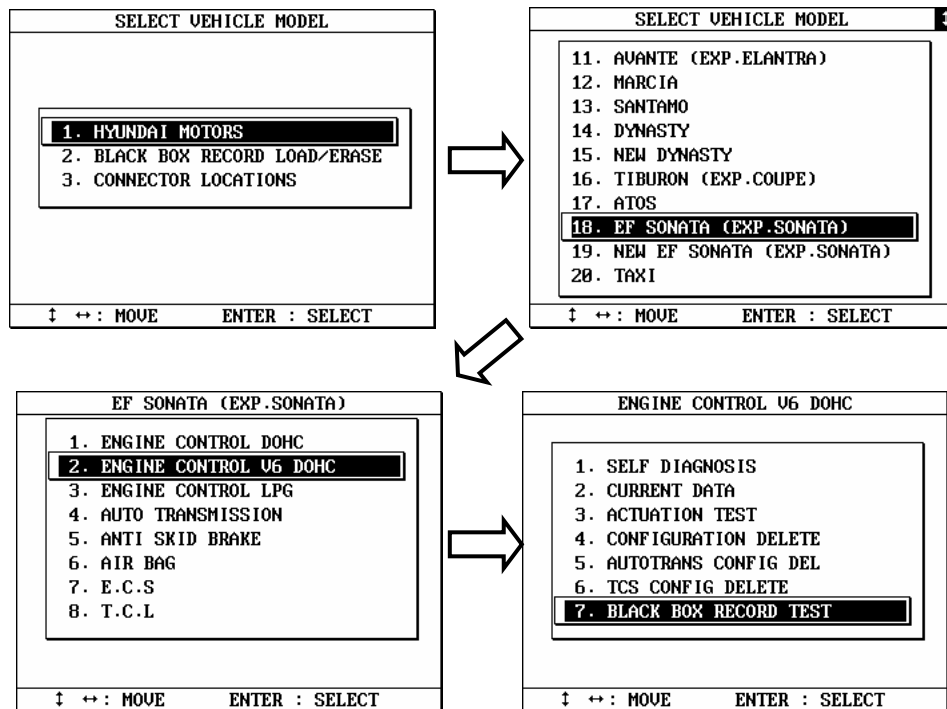 SELECT VEHICLE MODEL
1. HYUNDAI MOTORS
2. BLACK BOX RECORD LOAD/ERASE
3. CONNECTOR LOCATIONS
↕ ↔: MOVE ENTER : SELECT
SELECT VEHICLE MODEL ↕
11. AVANTE (EXP.ELANTRA)
12. MARCIA
13. SANTAMO
14. DYNASTY
15. NEW DYNASTY
16. TIBURON (EXP.COUPE)
17. ATOS
18. EF SONATA (EXP.SONATA)
19. NEW EF SONATA (EXP.SONATA)
20. TAXI
↕ ↔: MOVE ENTER : SELECT
EF SONATA (EXP.SONATA)
1. ENGINE CONTROL DOHC
2. ENGINE CONTROL V6 DOHC
3. ENGINE CONTROL LPG
4. AUTO TRANSMISSION
5. ANTI SKID BRAKE
6. AIR BAG
7. E.C.S
8. T.C.L
↕ ↔: MOVE ENTER : SELECT
ENGINE CONTROL V6 DOHC
1. SELF DIAGNOSIS
2. CURRENT DATA
3. ACTUATION TEST
4. CONFIGURATION DELETE
5. AUTOTRANS CONFIG DEL
6. TCS CONFIG DELETE
7. BLACK BOX RECORD TEST
↕ ↔: MOVE ENTER : SELECT